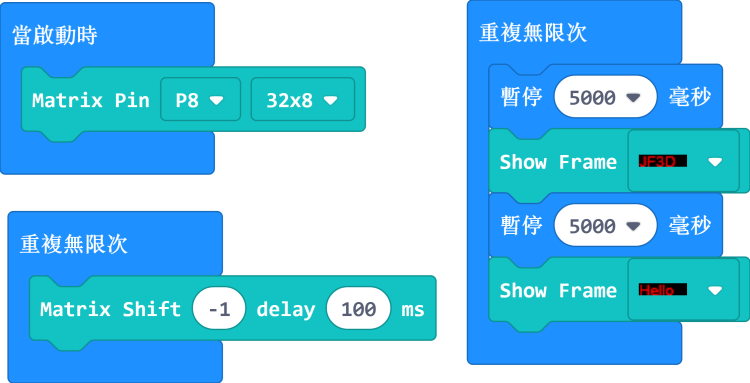 當啟動時
Matrix Pin P8 32x8
重複無限次
Matrix Shift -1 delay 100 ms
重複無限次
暫停 5000 毫秒
Show Frame JF3D
暫停 5000 毫秒
Show Frame Hello